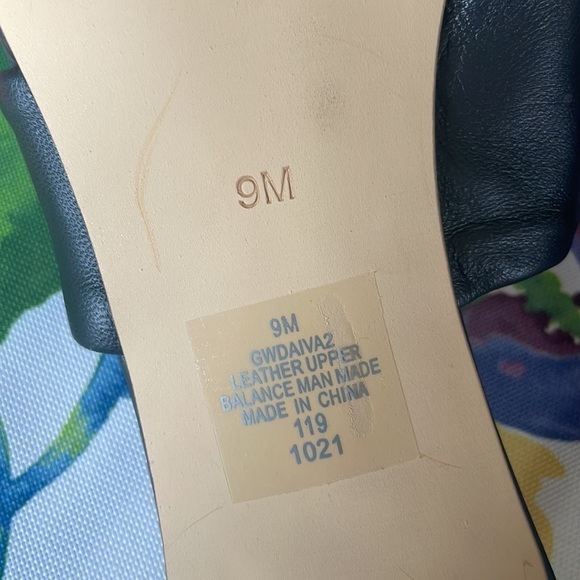 9M
9M
GWDAIVA2
LEATHER UPPER
BALANCE MAN MADE
MADE IN CHINA
119
1021